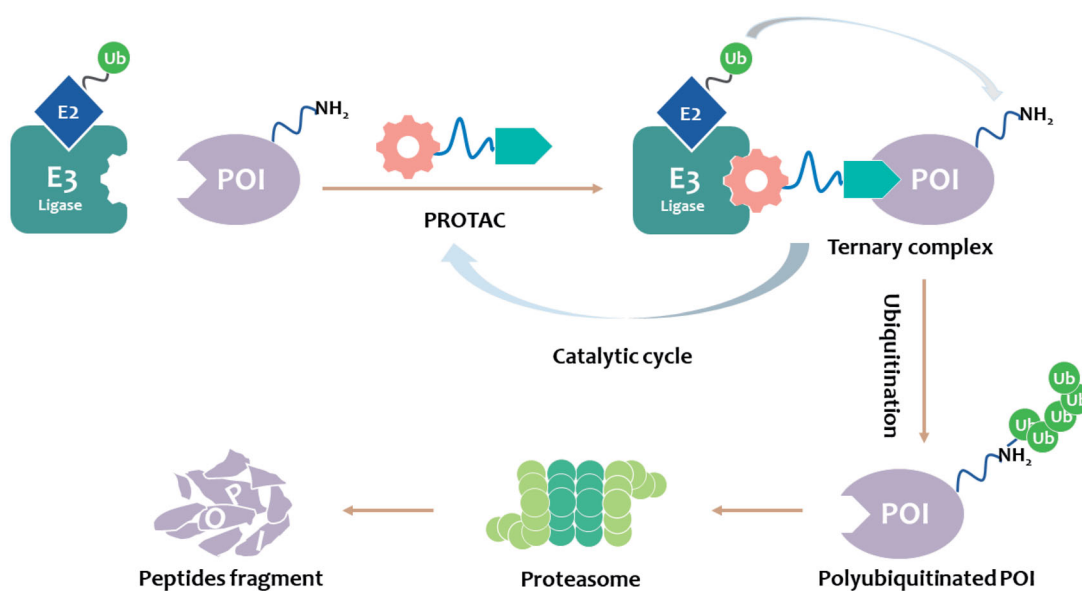 Ub
E2
E3
Ligase
POI
NH₂
PROTAC
Ub
E2
E3
Ligase
POI
NH₂
Ternary complex
Catalytic cycle
Ubiquitination
Ub
Ub
Ub
Ub
Ub
NH₂
POI
Polyubiquitinated POI
Proteasome
P
O
I
Peptides fragment